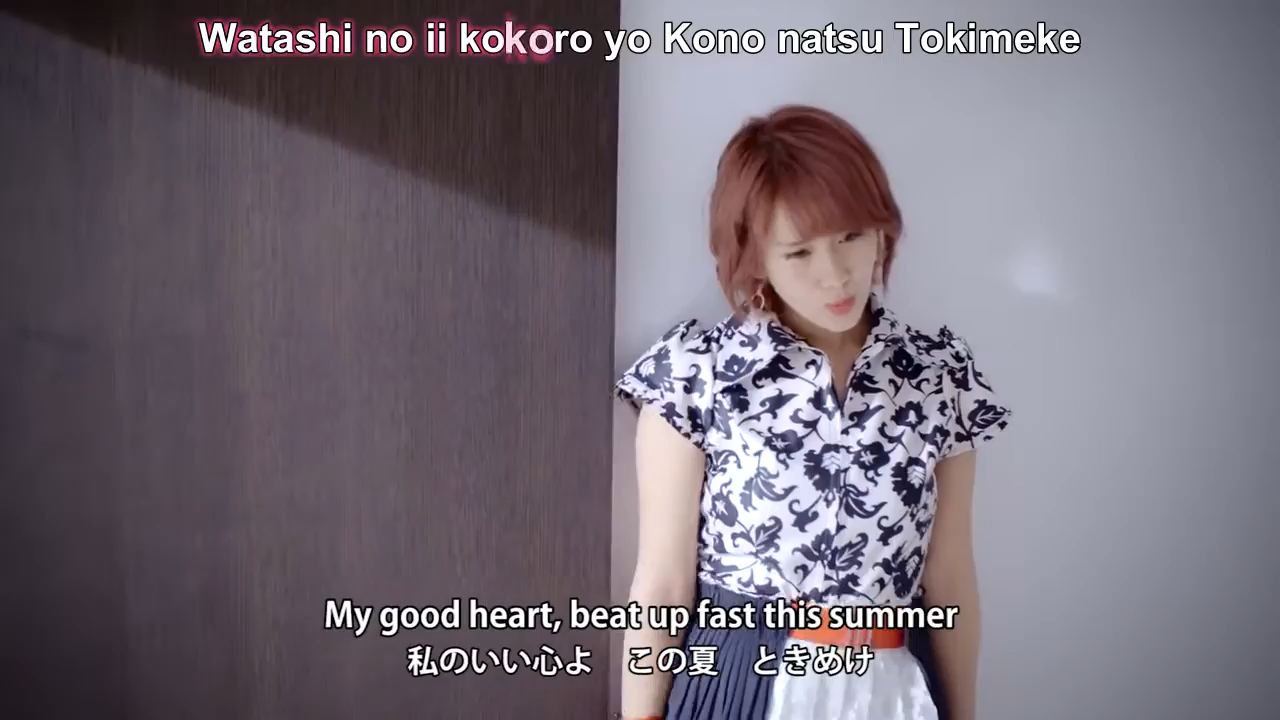 Watashi no ii kokoro yo Kono natsu Tokimeke
My good heart, beat up fast this summer
私のいい心よ　この夏　ときめけ